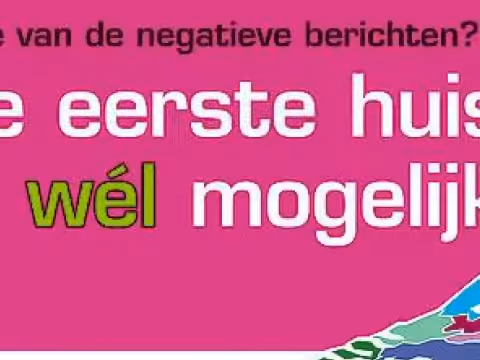 e van de negatieve berichten?
e eerste huis
wél mogelijk